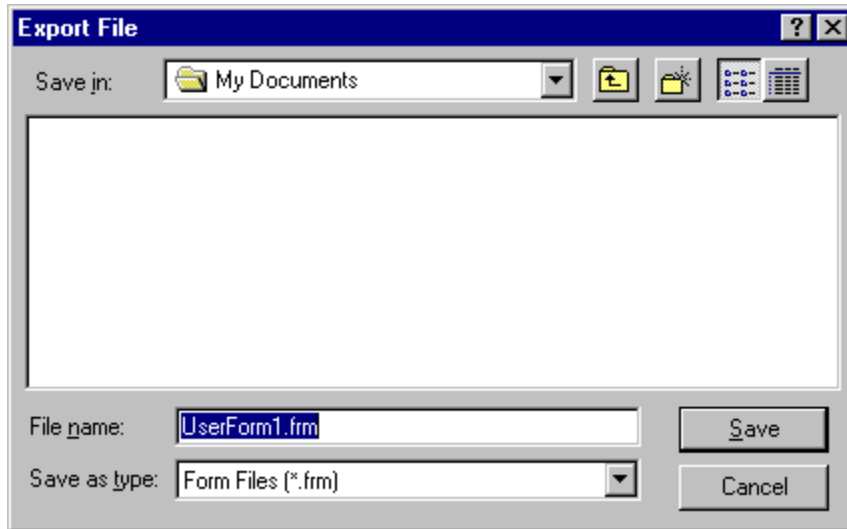 Export File
Save in: My Documents
File name: UserForm1.frm Save
Save as type: Form Files (*.frm) Cancel